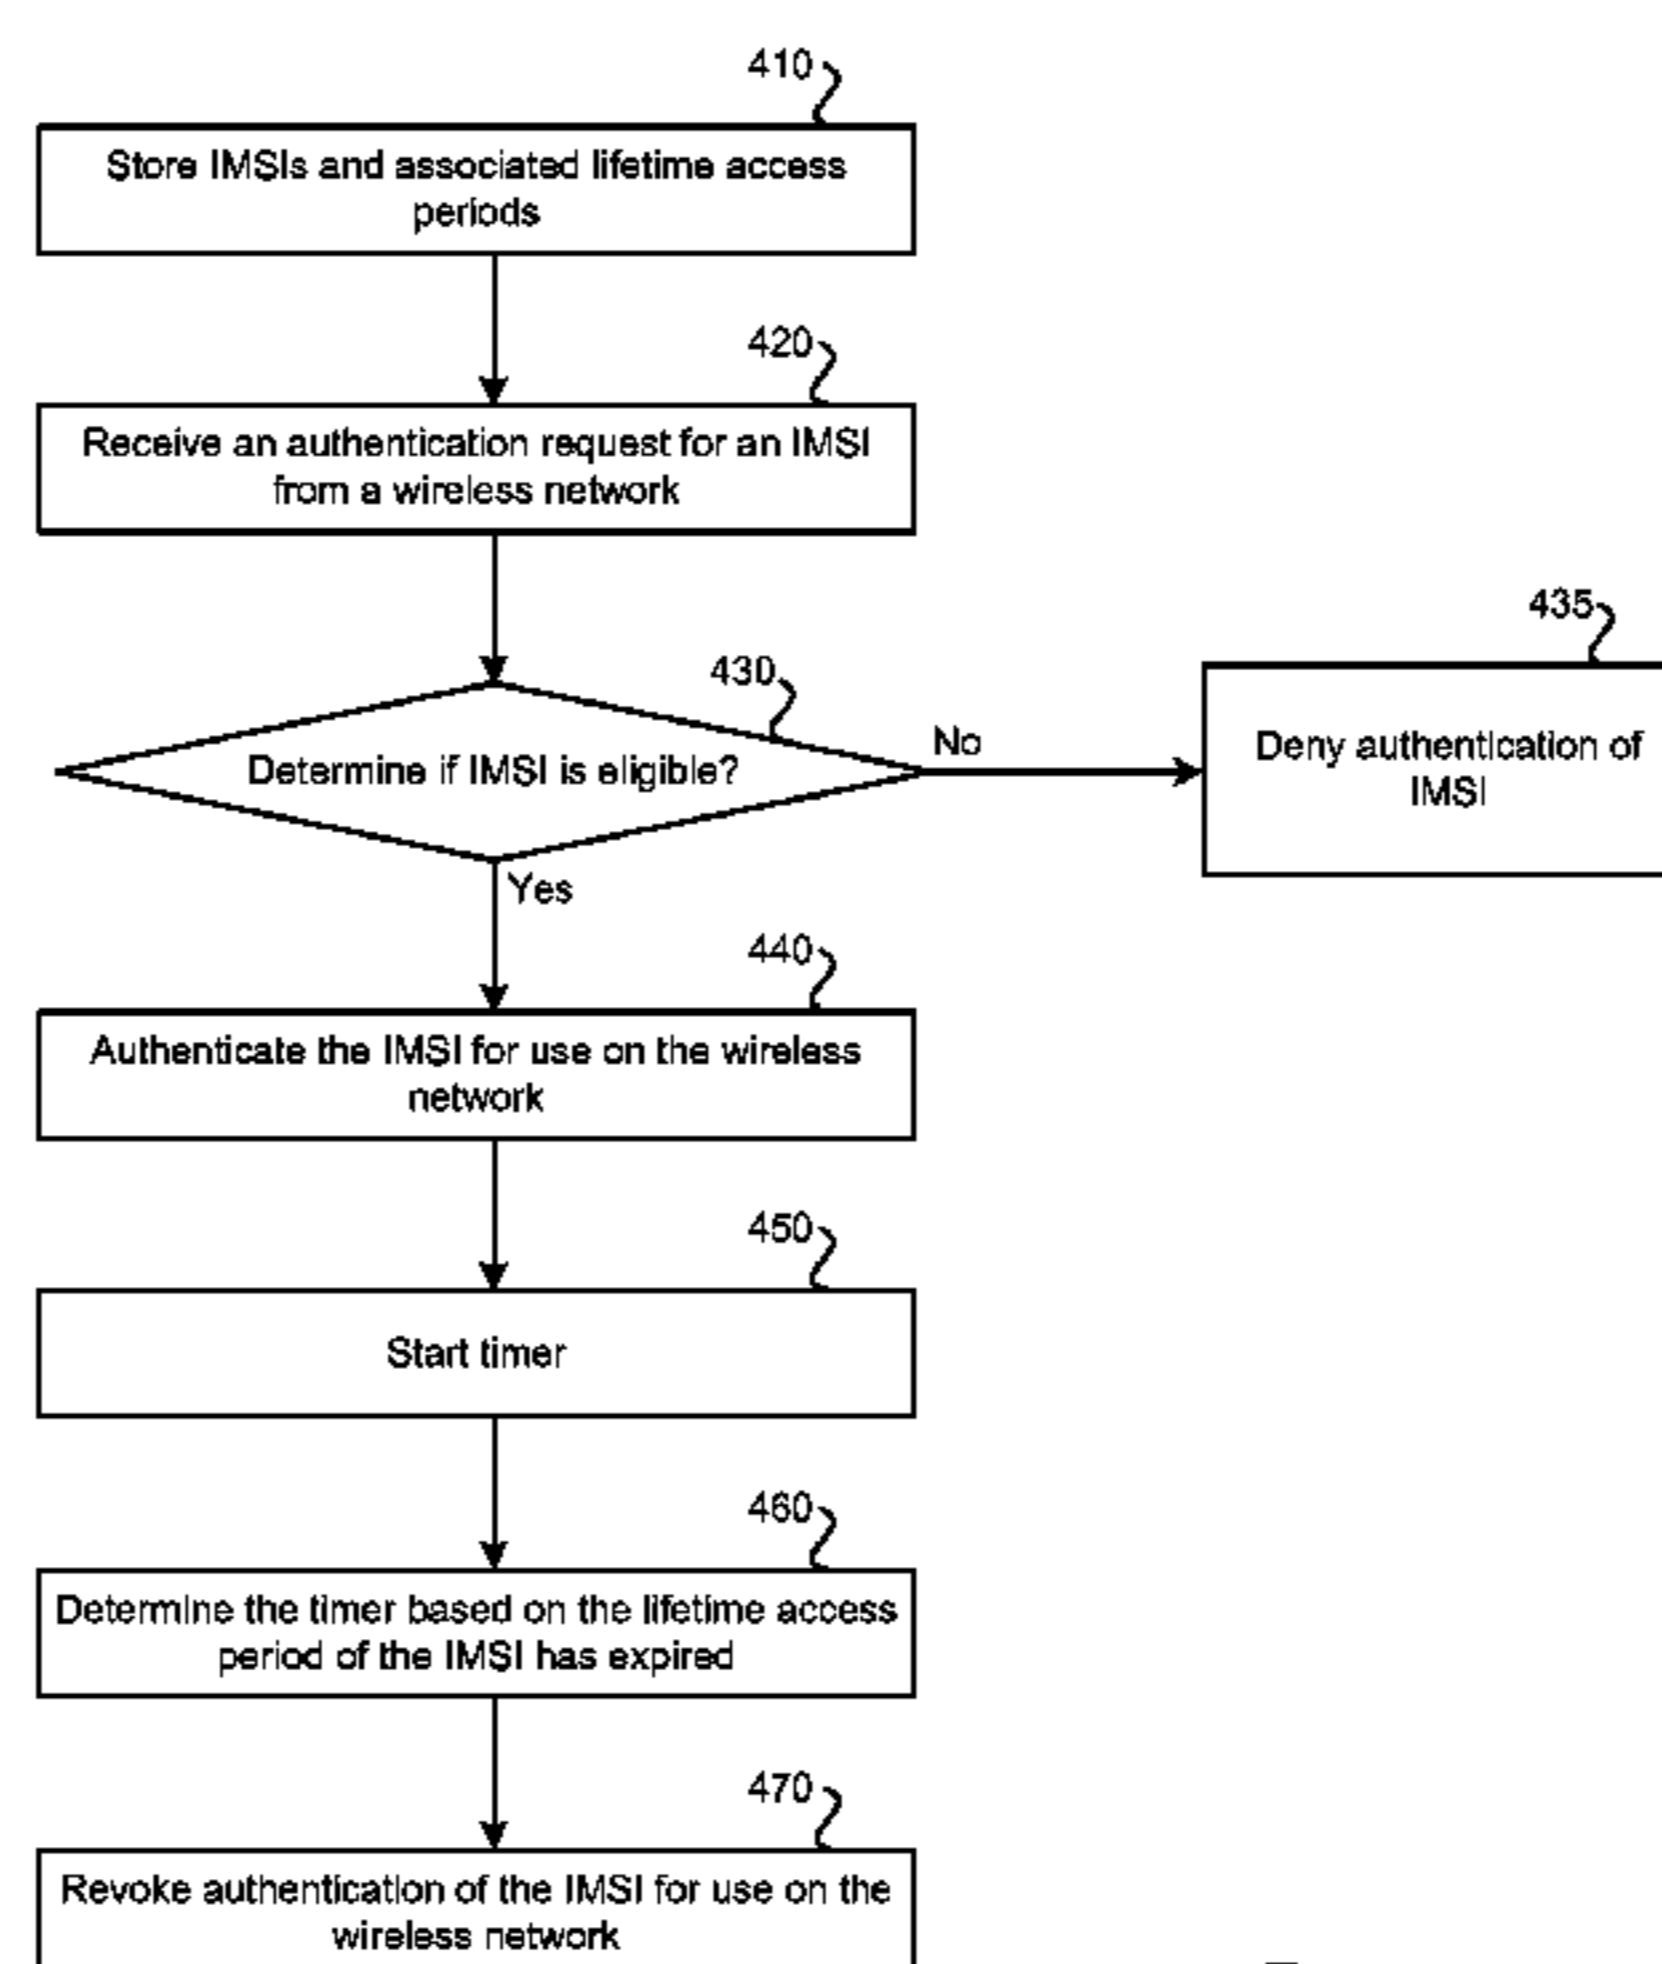 410
Store IMSIs and associated lifetime access
periods
420
Receive an authentication request for an IMSI
from a wireless network
435
430
Determine if IMSI is eligible?
No
Deny authentication of
IMSI
Yes
440
Authenticate the IMSI for use on the wireless
network
450
Start timer
460
Determine the timer based on the lifetime access
period of the IMSI has expired
470
Revoke authentication of the IMSI for use on the
wireless network